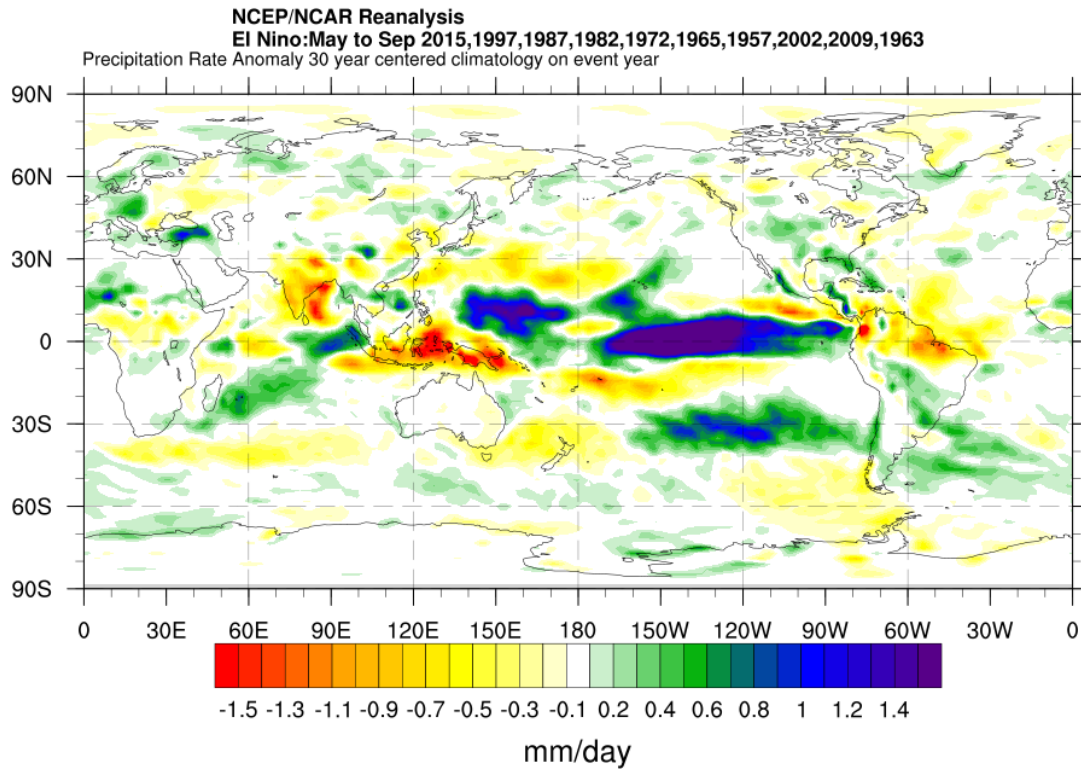 NCEP/NCAR Reanalysis
El Nino:May to Sep 2015,1997,1987,1982,1972,1965,1957,2002,2009,1963
Precipitation Rate Anomaly 30 year centered climatology on event year
90N
60N
30N
0
30S
60S
90S
0 30E 60E 90E 120E 150E 180 150W 120W 90W 60W 30W 0
-1.5 -1.3 -1.1 -0.9 -0.7 -0.5 -0.3 -0.1 0.2 0.4 0.6 0.8 1 1.2 1.4
mm/day